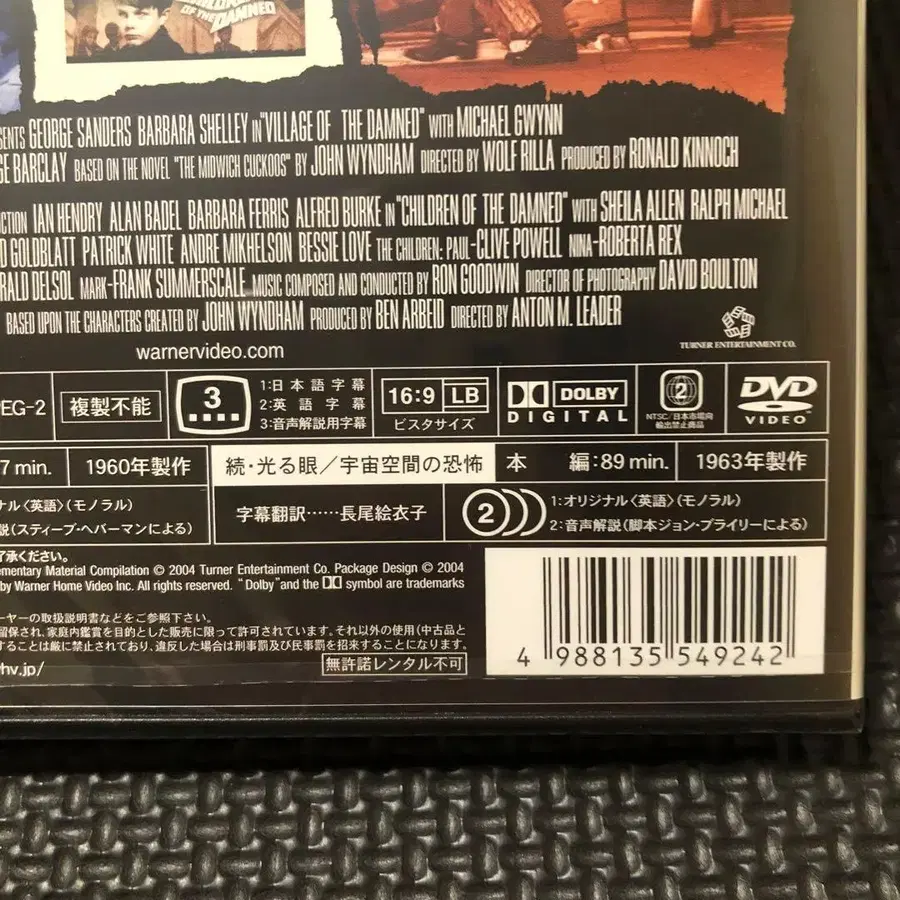 OF THE DAMNED
SENTS GEORGE SANDERS BARBARA SHELLEY IN "VILLAGE OF THE DAMNED" WITH MICHAEL GWYNN
GE BARCLAY BASED ON THE NOVEL "THE MIDWICH CUCKOOS" BY JOHN WYNDHAM DIRECTED BY WOLF RILLA PRODUCED BY RONALD KINNOCH
CTION IAN HENDRY ALAN BADEL BARBARA FERRIS ALFRED BURKE IN "CHILDREN OF THE DAMNED" WITH SHEILA ALLEN RALPH MICHAEL
D GOLDBLATT PATRICK WHITE ANDRE MIKHELSON BESSIE LOVE THE CHILDREN: PAUL-CLIVE POWELL NINA-ROBERTA REX
RALD DELSOL MARK-FRANK SUMMERSCALE MUSIC COMPOSED AND CONDUCTED BY RON GOODWIN DIRECTOR OF PHOTOGRAPHY DAVID BOULTON
BASED UPON THE CHARACTERS CREATED BY JOHN WYNDHAM PRODUCED BY BEN ARBEID DIRECTED BY ANTON M. LEADER
TURNER ENTERTAINMENT CO.
warnervideo.com
PEG-2
複製不能
3
1:日本語字幕
2:英語字幕
3:音声解説用字幕
16:9 LB
ビスタサイズ
DOLBY
DIGITAL
2
NTSC/日本市場向
輸出禁止商品
DVD
VIDEO
7 min.
1960年製作
続・光る眼/宇宙空間の恐怖
本 編:89 min.
1963年製作
ナル〈英語〉(モノラル)
説(スティーブ・ヘバーマンによる)
字幕翻訳……長尾絵衣子
2
1:オリジナル〈英語〉(モノラル)
2:音声解説(脚本ジョン・ブライリーによる)
了承ください。
ementary Material Compilation © 2004 Turner Entertainment Co. Package Design © 2004
by Warner Home Video Inc. All rights reserved. "Dolby" and the DD symbol are trademarks
ーヤーの取扱説明書などをご参照下さい。
留保され、家庭内鑑賞を目的とした販売に限って許可されています。それ以外の使用(中古品と
することは厳に禁止されており、違反した場合は刑事罰及び民事罰を招来することになります。
hv.jp/
無許諾レンタル不可
4 988135 549242